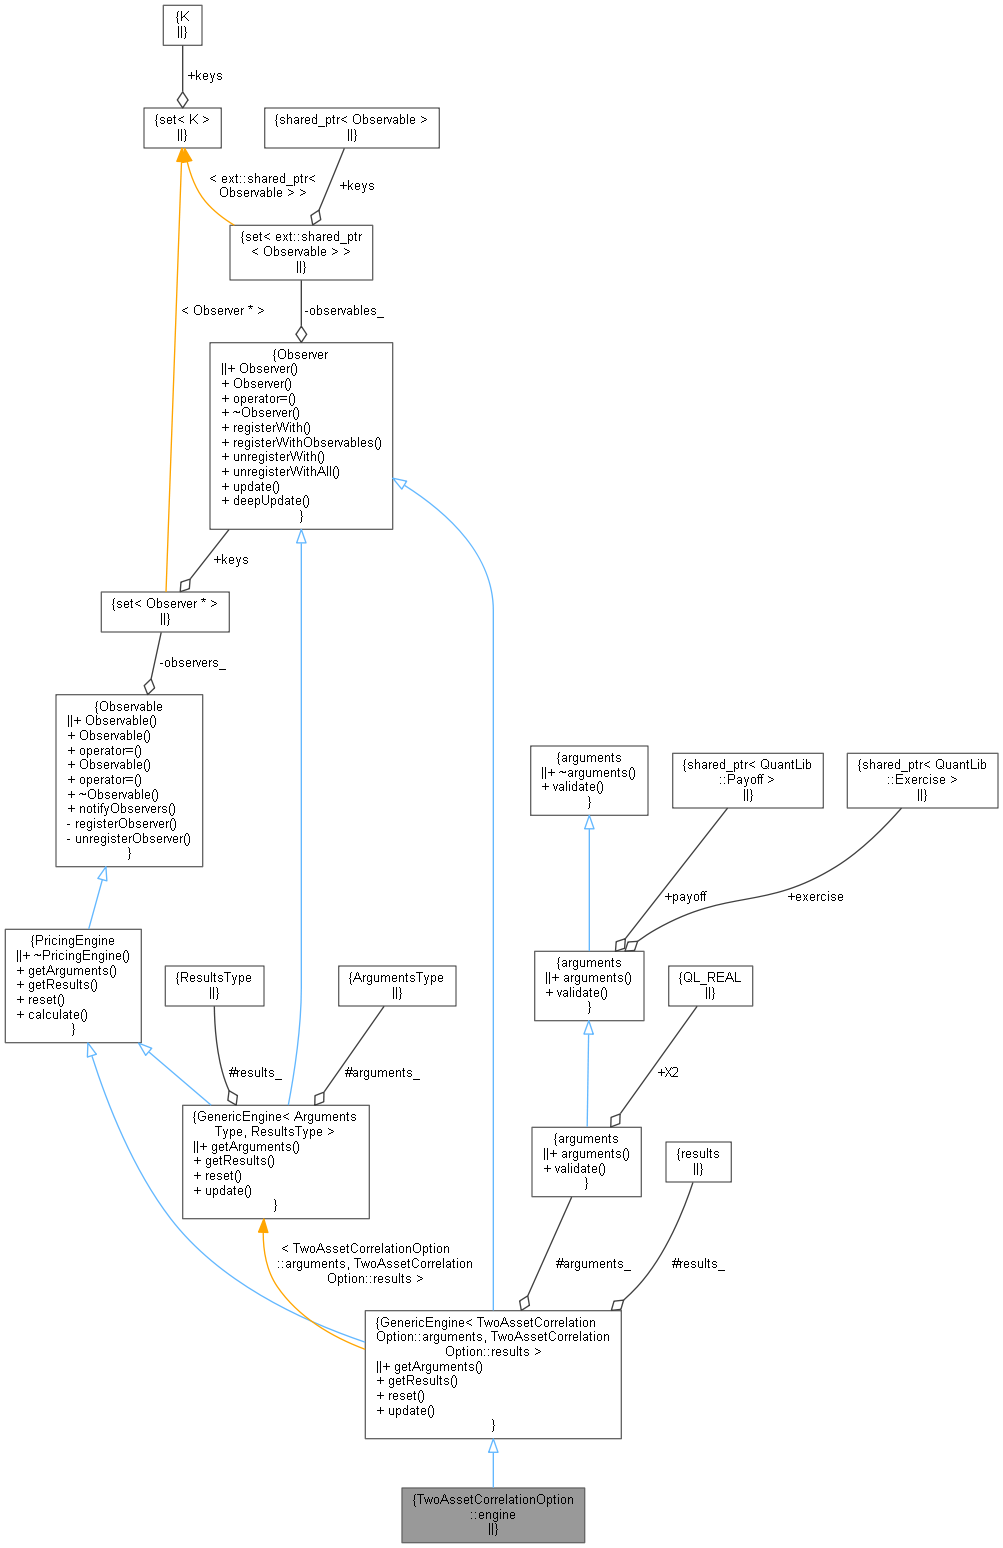 {K
||}
+keys
{set< K >
||}
{shared_ptr< Observable >
||}
< ext::shared_ptr<
Observable > >
+keys
{set< ext::shared_ptr
< Observable > >
||}
< Observer * >
-observables_
{Observer
||+ Observer()
+ Observer()
+ operator=()
+ ~Observer()
+ registerWith()
+ registerWithObservables()
+ unregisterWith()
+ unregisterWithAll()
+ update()
+ deepUpdate()
}
+keys
{set< Observer * >
||}
-observers_
{Observable
||+ Observable()
+ Observable()
+ operator=()
+ Observable()
+ operator=()
+ ~Observable()
+ notifyObservers()
- registerObserver()
- unregisterObserver()
}
{arguments
||+ ~arguments()
+ validate()
}
{shared_ptr< QuantLib
::Payoff >
||}
{shared_ptr< QuantLib
::Exercise >
||}
+payoff
+exercise
{PricingEngine
||+ ~PricingEngine()
+ getArguments()
+ getResults()
+ reset()
+ calculate()
}
{ResultsType
||}
{ArgumentsType
||}
{arguments
||+ arguments()
+ validate()
}
{QL_REAL
||}
#results_
#arguments_
+X2
{GenericEngine< Arguments
Type, ResultsType >
||+ getArguments()
+ getResults()
+ reset()
+ update()
}
{arguments
||+ arguments()
+ validate()
}
{results
||}
< TwoAssetCorrelationOption
::arguments, TwoAssetCorrelation
Option::results >
#arguments_
#results_
{GenericEngine< TwoAssetCorrelation
Option::arguments, TwoAssetCorrelation
Option::results >
||+ getArguments()
+ getResults()
+ reset()
+ update()
}
{TwoAssetCorrelationOption
::engine
||}